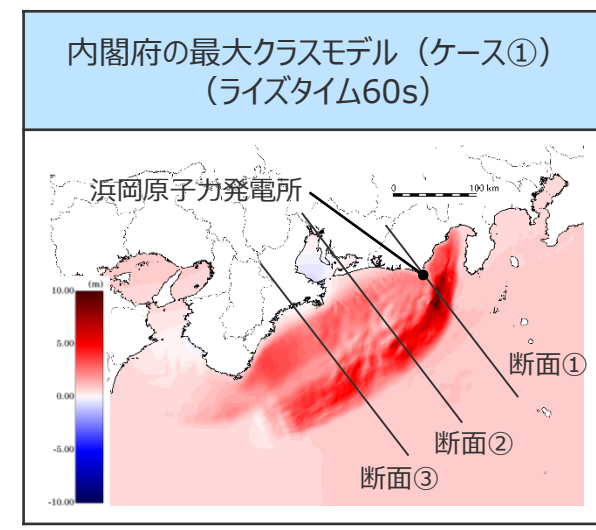 内閣府の最大クラスモデル（ケース①）
（ライズタイム60s）
浜岡原子力発電所
0 100 km
(m)
10.00
5.00
0.00
-5.00
-10.00
断面①
断面②
断面③